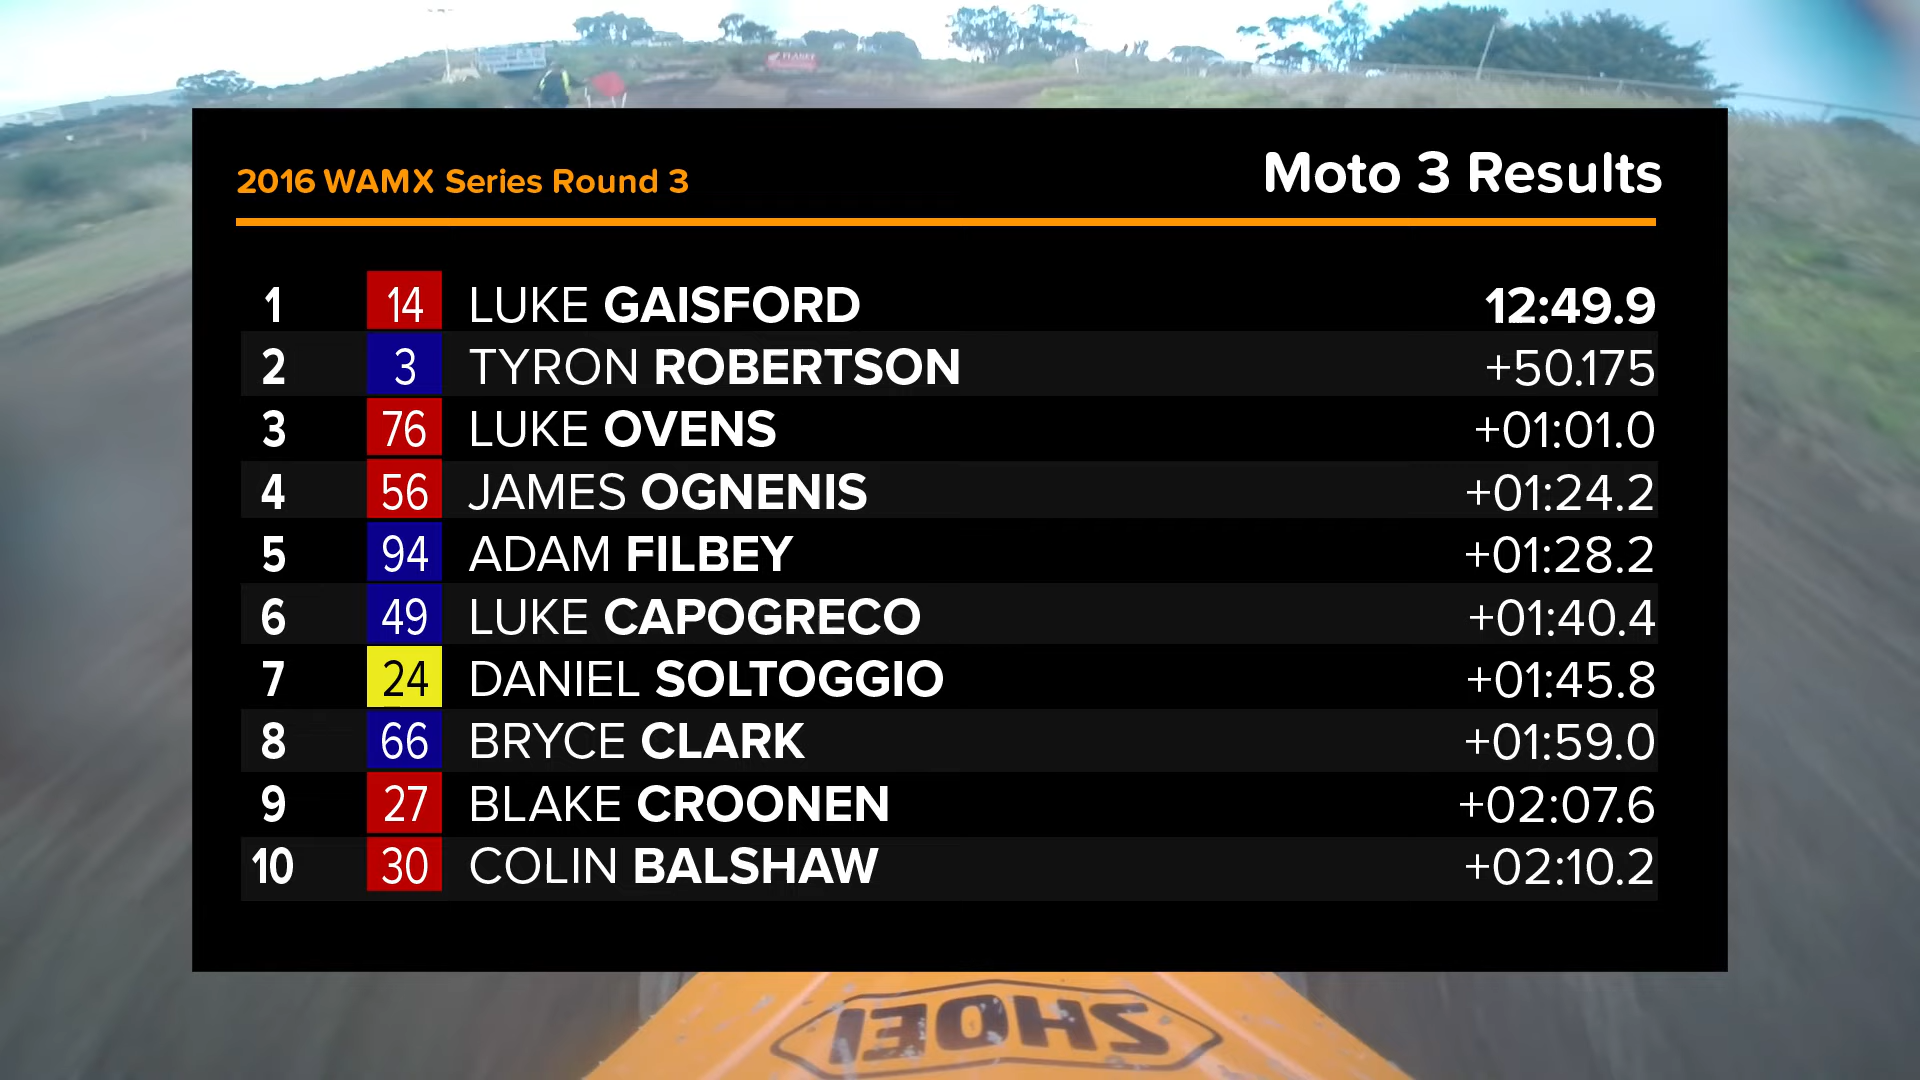 2016 WAMX Series Round 3
Moto 3 Results
1 14 LUKE GAISFORD 12:49.9
2 3 TYRON ROBERTSON +50.175
3 76 LUKE OVENS +01:01.0
4 56 JAMES OGNENIS +01:24.2
5 94 ADAM FILBEY +01:28.2
6 49 LUKE CAPOGRECO +01:40.4
7 24 DANIEL SOLTOGGIO +01:45.8
8 66 BRYCE CLARK +01:59.0
9 27 BLAKE CROONEN +02:07.6
10 30 COLIN BALSHAW +02:10.2
SHOEI